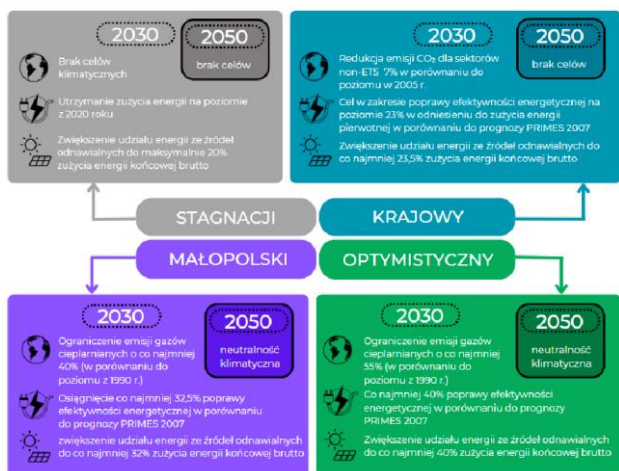 2030
2050
brak celów
Brak celów
klimatycznych
Utrzymanie zużycia energii na poziomie
z 2020 roku
Zwiększenie udziału energii ze źródeł
odnawialnych do maksymalnie 20%
zużycia energii końcowej brutto
2030
2050
brak celów
Redukcja emisji CO₂ dla sektorów
non-ETS 7% w porównaniu do
poziomu w 2005 r.
Cel w zakresie poprawy efektywności energetycznej na
poziomie 23% w odniesieniu do zużycia energii
pierwotnej w porównaniu do prognozy PRIMES 2007
Zwiększenie udziału energii ze źródeł odnawialnych do
co najmniej 23,5% zużycia energii końcowej brutto
STAGNACJI
KRAJOWY
MAŁOPOLSKI
OPTYMISTYCZNY
2030
2050
neutralność
klimatyczna
Ograniczenie emisji gazów
cieplarnianych o co najmniej
40% (w porównaniu do
poziomu z 1990 r.)
Osiągnięcie co najmniej 32,5% poprawy
efektywności energetycznej w porównaniu
do prognozy PRIMES 2007
zwiększenie udziału energii ze źródeł odnawialnych
do co najmniej 32% zużycia energii końcowej brutto
2030
2050
neutralność
klimatyczna
Ograniczenie emisji gazów
cieplarnianych o co najmniej
55% (w porównaniu do
poziomu z 1990 r.)
Co najmniej 40% poprawy efektywności
energetycznej w porównaniu do prognozy
PRIMES 2007
Zwiększenie udziału energii ze źródeł odnawialnych
do co najmniej 40% zużycia energii końcowej brutto